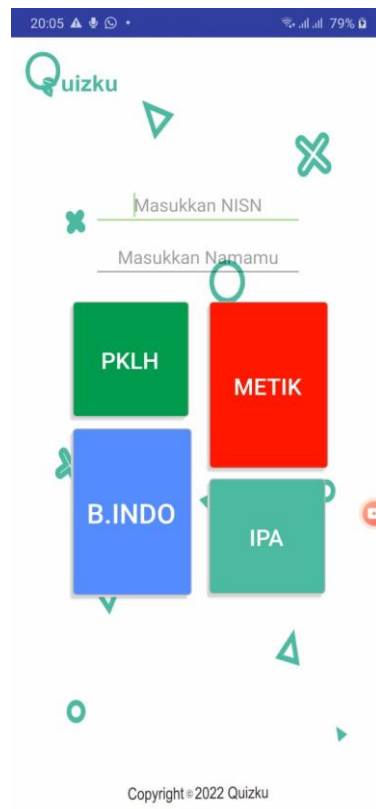 20:05 79%
Quizku
Masukkan NISN
Masukkan Namamu
PKLH
METIK
B.INDO
IPA
Copyright © 2022 Quizku